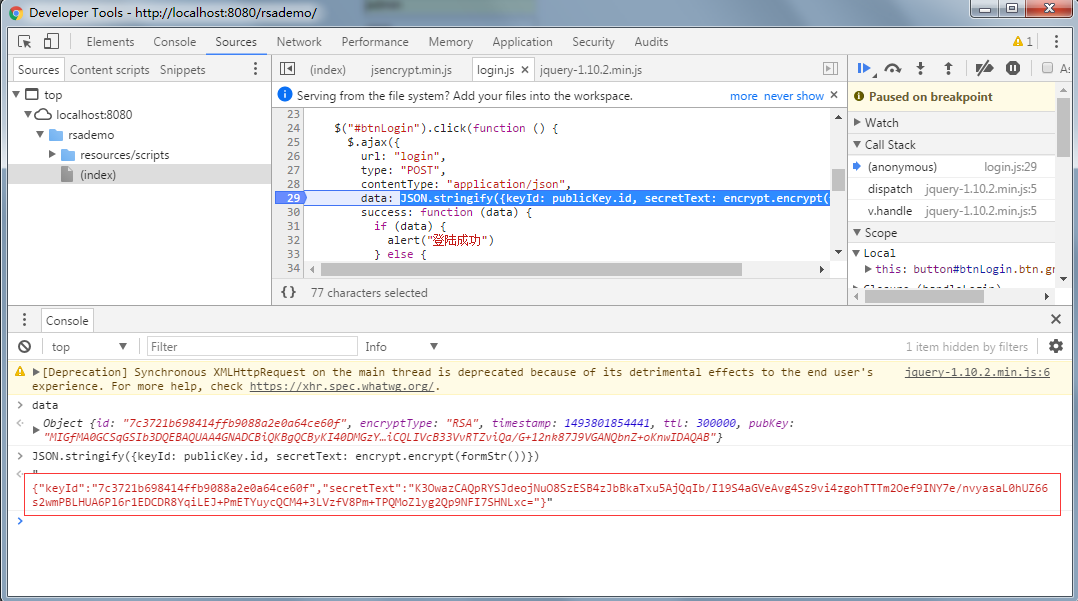 Developer Tools - http://localhost:8080/rsademo/
Elements Console Sources Network Performance Memory Application Security Audits 1
Sources Content scripts Snippets
(index) jsencrypt.min.js login.js × jquery-1.10.2.min.js
top
localhost:8080
rsademo
resources/scripts
(index)
Serving from the file system? Add your files into the workspace. more never show ×
23
24 $("#btnLogin").click(function () {
25 $.ajax({
26 url: "login",
27 type: "POST",
28 contentType: "application/json",
29 data: JSON.stringify({keyId: publicKey.id, secretText: encrypt.encrypt(
30 success: function (data) {
31 if (data) {
32 alert("登陆成功")
33 } else {
34
{} 77 characters selected
Paused on breakpoint
Watch
Call Stack
(anonymous) login.js:29
dispatch jquery-1.10.2.min.js:5
v.handle jquery-1.10.2.min.js:5
Scope
Local
this: button#btnLogin.btn.gr
Closure (handleLogin)
Console
top Filter Info 1 item hidden by filters
[Deprecation] Synchronous XMLHttpRequest on the main thread is deprecated because of its detrimental effects to the end user's jquery-1.10.2.min.js:6
experience. For more help, check https://xhr.spec.whatwg.org/.
> data
Object {id: "7c3721b698414ffb9088a2e0a64ce60f", encryptType: "RSA", timestamp: 1493801854441, ttl: 300000, pubKey:
"MIGfMA0GCSqGSIb3DQEBAQUAA4GNADCBiQKBgQCByKI40DMGzY…iCQLIVcB33VvRTZviQa/G+12nk87J9VGANQbnZ+oKnwIDAQAB"}
> JSON.stringify({keyId: publicKey.id, secretText: encrypt.encrypt(formStr())})
"
{"keyId":"7c3721b698414ffb9088a2e0a64ce60f","secretText":"K3OwazCAQpRYSJdeojNuO8SzESB4zJbBkaTxu5AjQqIb/I19S4aGVeAvg4Sz9vi4zgohTTTm2Oef9INY7e/nvyasaL0hUZ66
s2wmPBLHUA6Pl6r1EDCDR8YqiLEJ+PmETYuycQCM4+3LVzfV8Pm+TPQMoZlyg2Qp9NFI7SHNLxc="}"
>